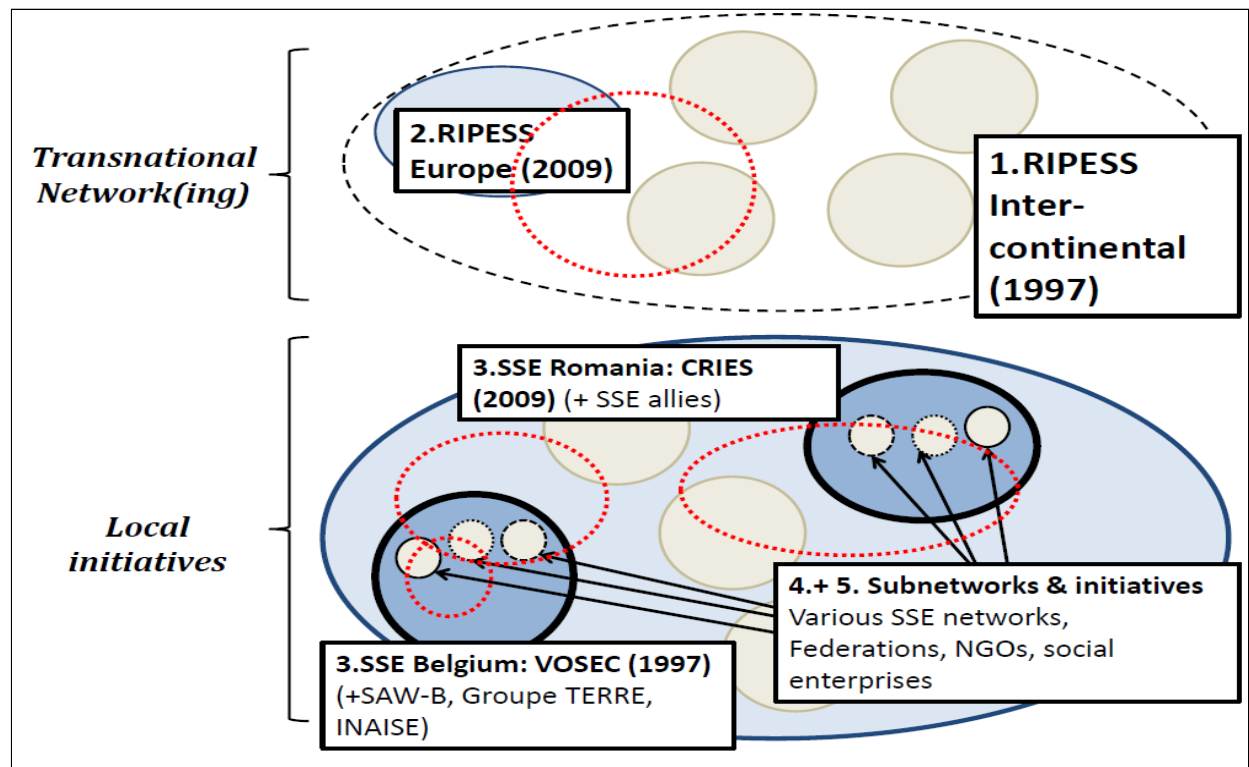 Transnational
Network(ing)
2.RIPESS
Europe (2009)
1.RIPESS
Inter-
continental
(1997)
Local
initiatives
3.SSE Romania: CRIES
(2009) (+ SSE allies)
4.+ 5. Subnetworks & initiatives
Various SSE networks,
Federations, NGOs, social
enterprises
3.SSE Belgium: VOSEC (1997)
(+SAW-B, Groupe TERRE,
INAISE)